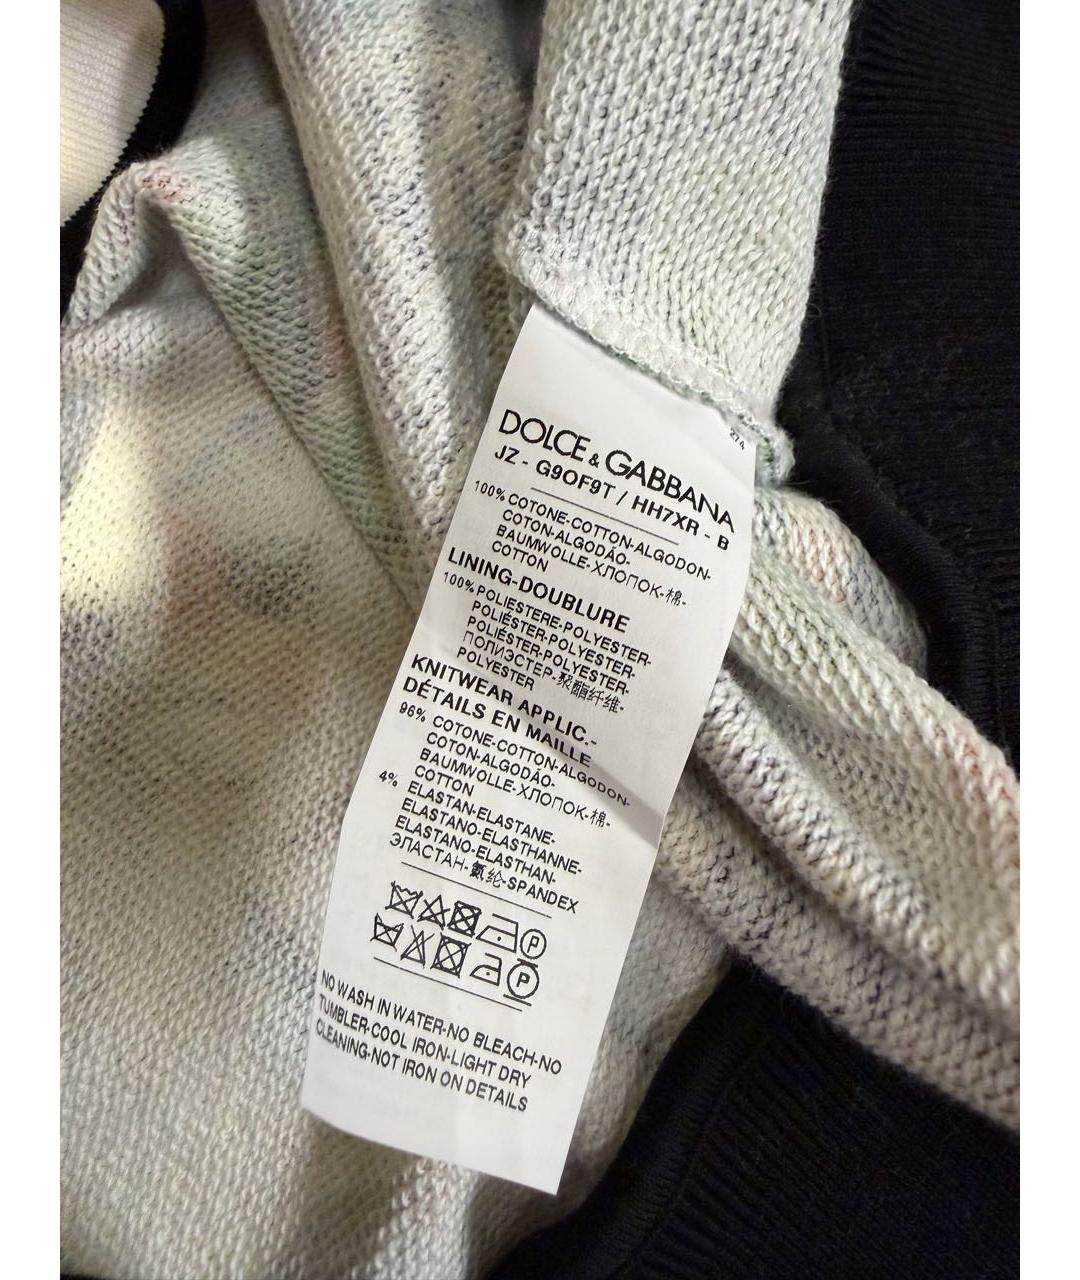 274
DOLCE & GABBANA
JZ - G9OF9T / HH7XR - B
100% COTONE-COTTON-ALGODON-
COTON-ALGODÃO-
BAUMWOLLE-ХЛОПОК-棉-
COTTON
LINING-DOUBLURE
100% POLIESTERE-POLYESTER-
POLIÉSTER-POLYESTER-
POLIÉSTER-POLYESTER-
ПОЛИЭСТЕР-聚酯纤维-
POLYESTER
KNITWEAR APPLIC.-
DÉTAILS EN MAILLE
96% COTONE-COTTON-ALGODON-
COTON-ALGODÃO-
BAUMWOLLE-ХЛОПОК-棉-
COTTON
4% ELASTAN-ELASTANE-
ELASTANO-ELASTHANNE-
ELASTANO-ELASTHAN-
ЭЛАСТАН-氨纶-SPANDEX
P
P
NO WASH IN WATER-NO BLEACH-NO
TUMBLER-COOL IRON-LIGHT DRY
CLEANING-NOT IRON ON DETAILS